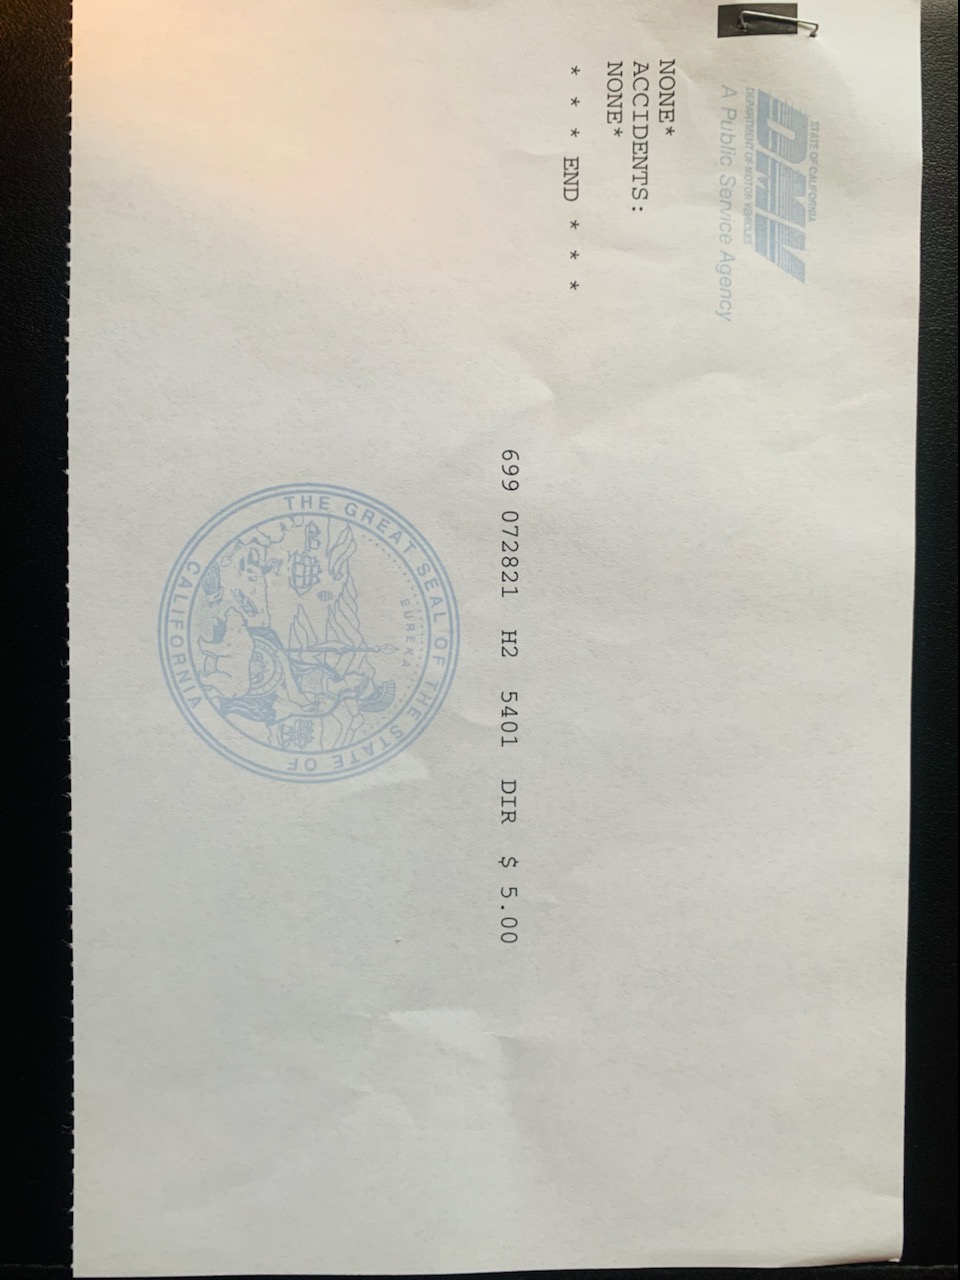 STATE OF CALIFORNIA
DMV
DEPARTMENT OF MOTOR VEHICLES
A Public Service Agency
NONE*
ACCIDENTS:
NONE*
* * * END * * *
699 072821 H2 5401 DIR $ 5.00
THE GREAT SEAL OF THE STATE OF CALIFORNIA
EUREKA